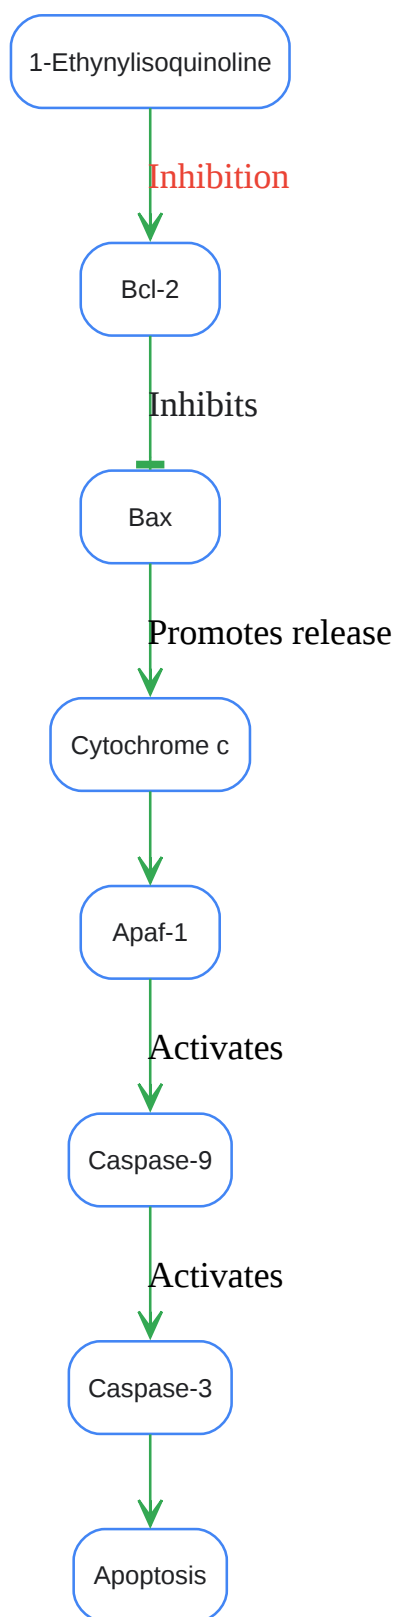 1-Ethynylisoquinoline
Inhibition
Bcl-2
Inhibits
Bax
Promotes release
Cytochrome c
Apaf-1
Activates
Caspase-9
Activates
Caspase-3
Apoptosis